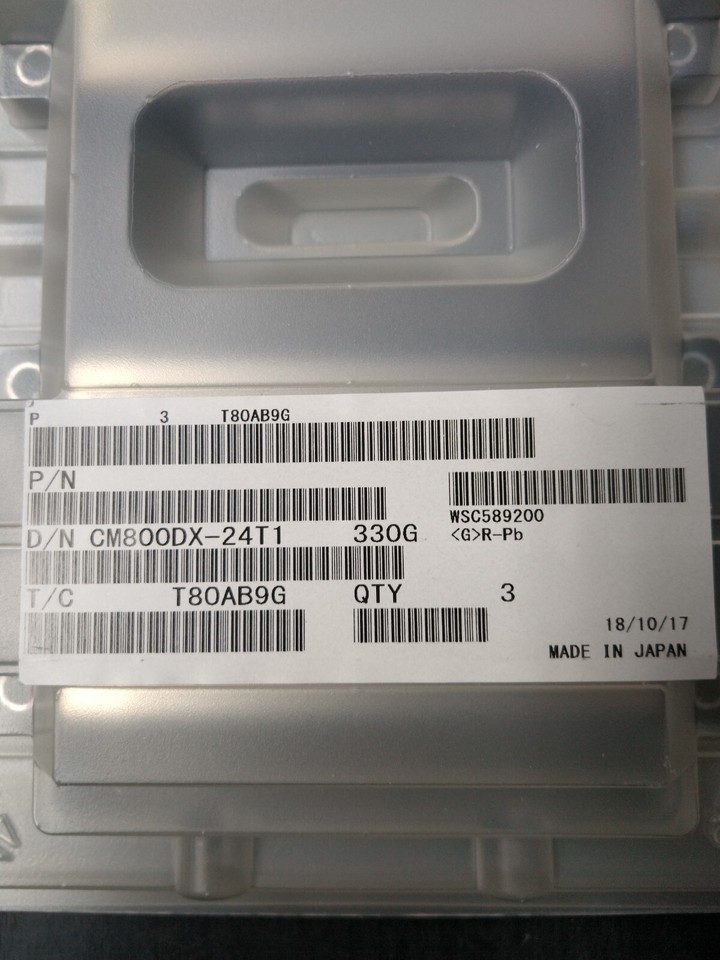 P 3 T80AB9G
P/N
WSC589200
D/N CM800DX-24T1 330G
<G>R-Pb
T/C T80AB9G QTY 3
18/10/17
MADE IN JAPAN